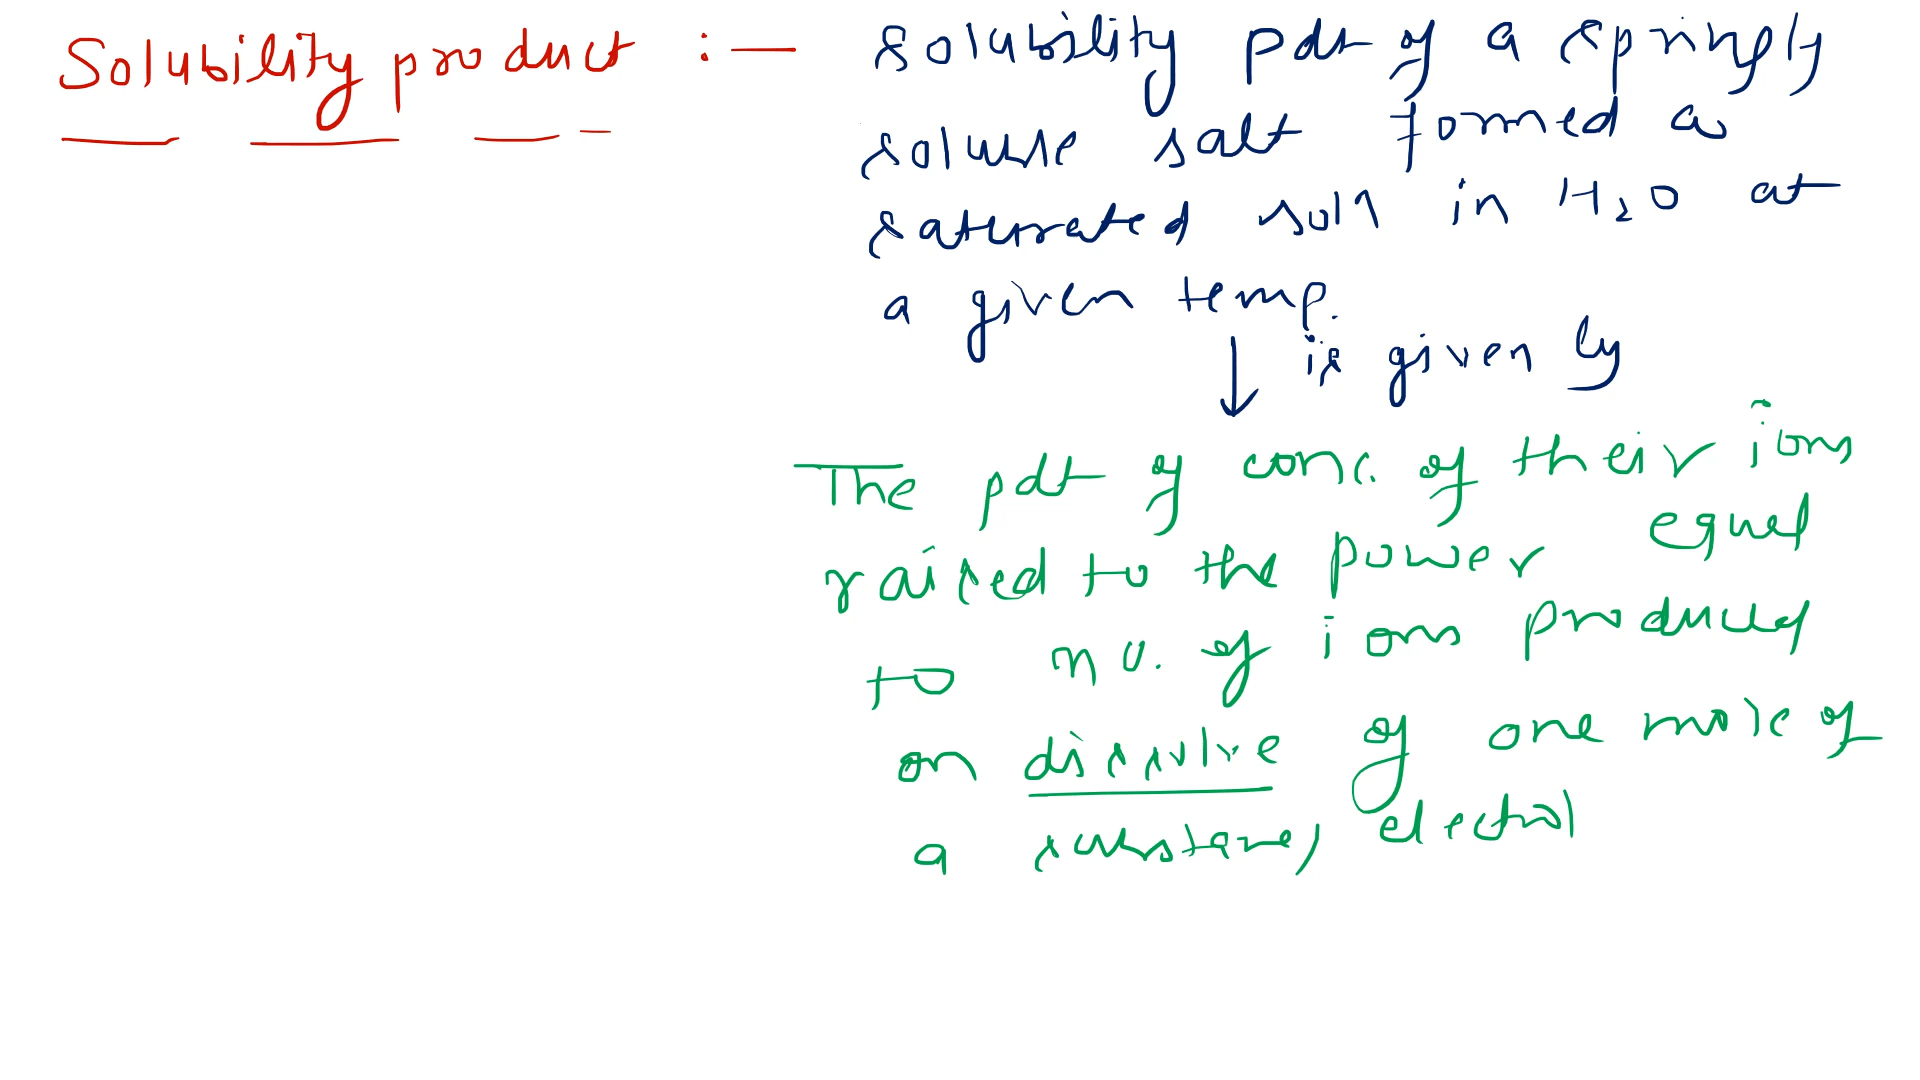 Solubility product :— solubility pdt of a springly
soluble salt formed a
saturated soln in H₂O at
a given temp.
↓ is given by
The pdt of conc. of their ions
raised to the power equal
to no. of ions produced
on dissolve of one mole of
a substance, electrol